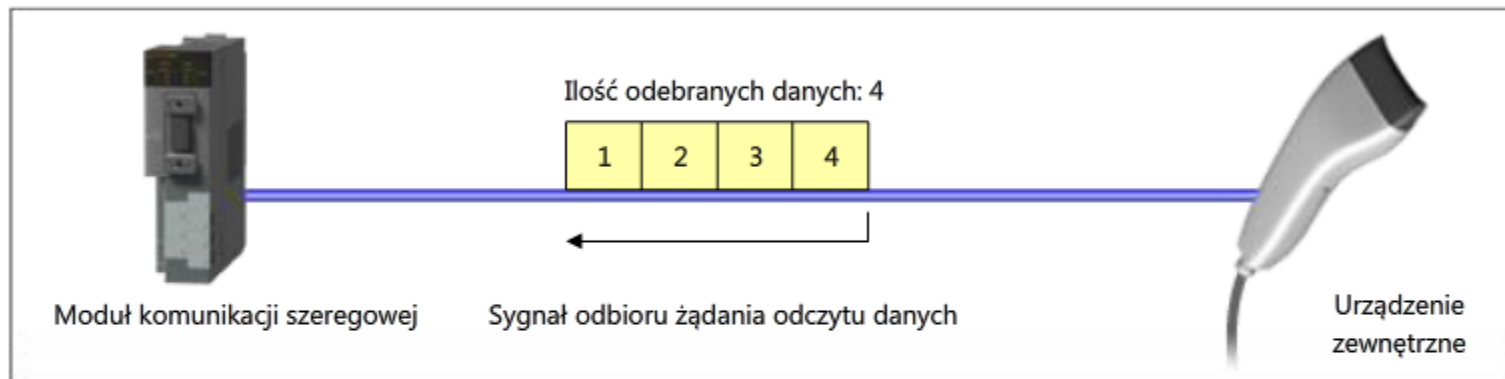 Ilość odebranych danych: 4
1 2 3 4
Moduł komunikacji szeregowej
Sygnał odbioru żądania odczytu danych
Urządzenie
zewnętrzne